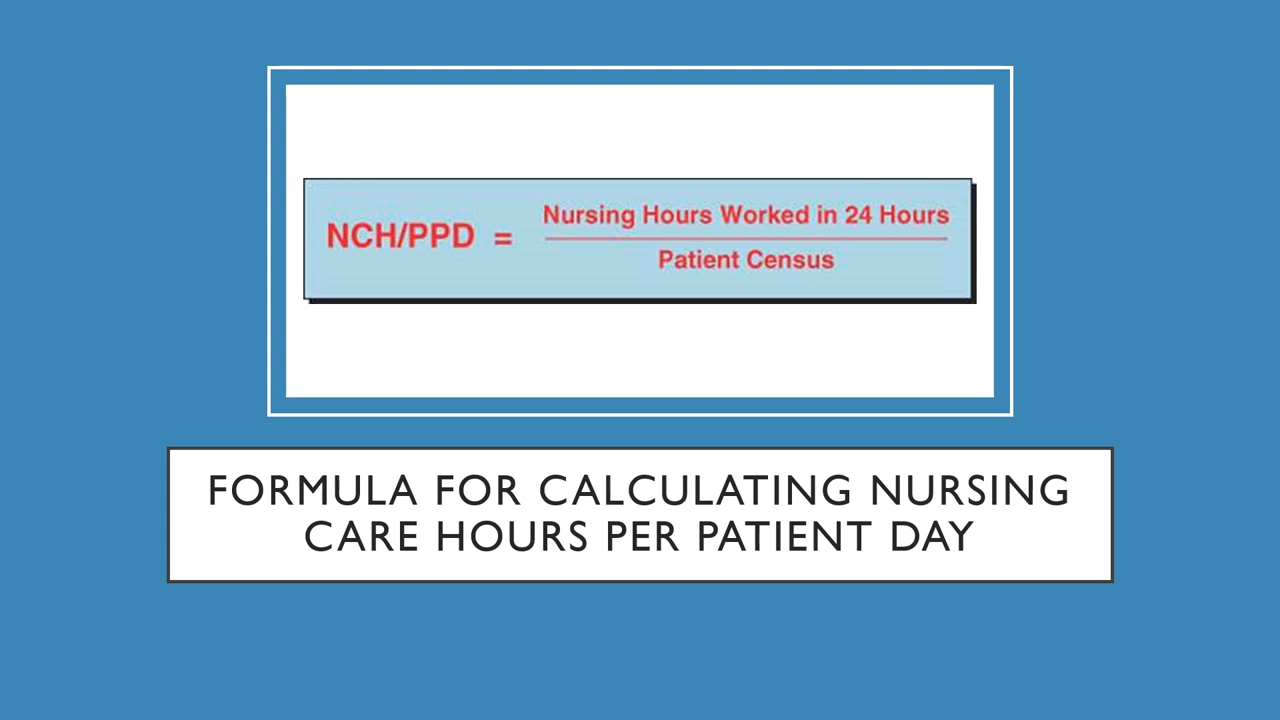 NCH/PPD = Nursing Hours Worked in 24 Hours
Patient Census
FORMULA FOR CALCULATING NURSING
CARE HOURS PER PATIENT DAY